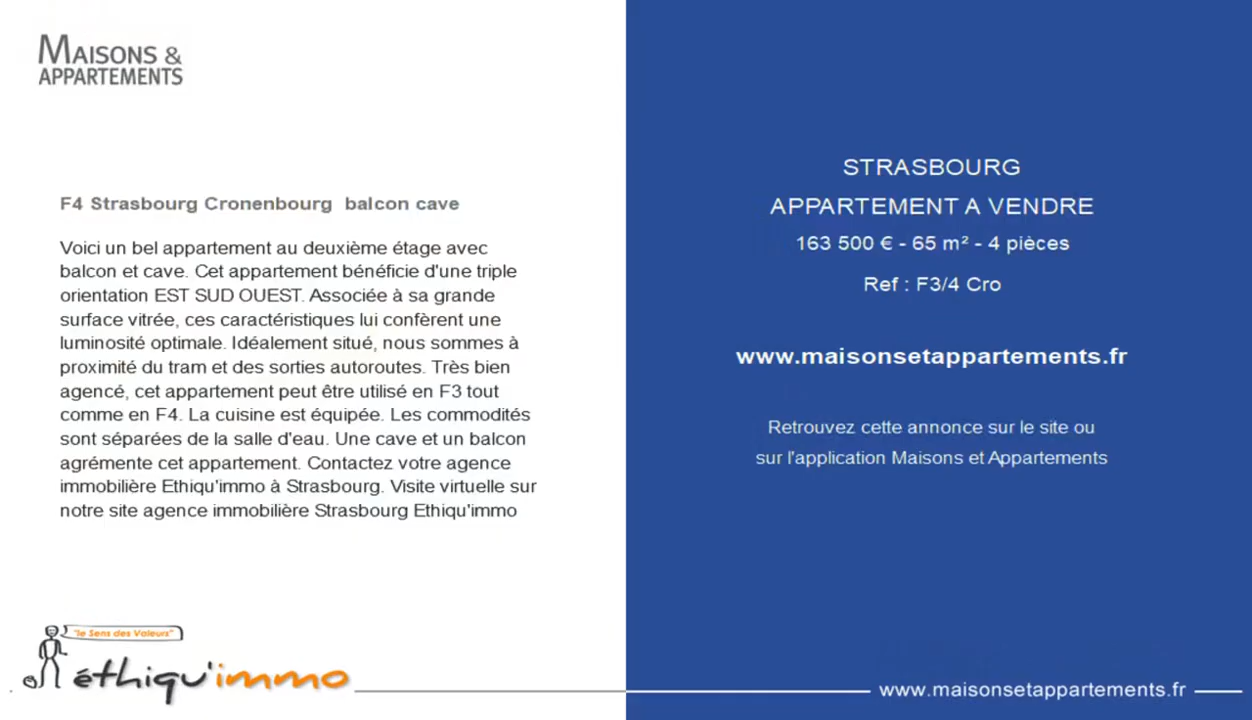 MAISONS &
APPARTEMENTS
F4 Strasbourg Cronenbourg  balcon cave
Voici un bel appartement au deuxième étage avec
balcon et cave. Cet appartement bénéficie d'une triple
orientation EST SUD OUEST. Associée à sa grande
surface vitrée, ces caractéristiques lui confèrent une
luminosité optimale. Idéalement situé, nous sommes à
proximité du tram et des sorties autoroutes. Très bien
agencé, cet appartement peut être utilisé en F3 tout
comme en F4. La cuisine est équipée. Les commodités
sont séparées de la salle d'eau. Une cave et un balcon
agrémente cet appartement. Contactez votre agence
immobilière Ethiqu'immo à Strasbourg. Visite virtuelle sur
notre site agence immobilière Strasbourg Ethiqu'immo
"le Sens des Valeurs"
éthiqu'immo
STRASBOURG
APPARTEMENT A VENDRE
163 500 € - 65 m² - 4 pièces
Ref : F3/4 Cro
www.maisonsetappartements.fr
Retrouvez cette annonce sur le site ou
sur l'application Maisons et Appartements
www.maisonsetappartements.fr